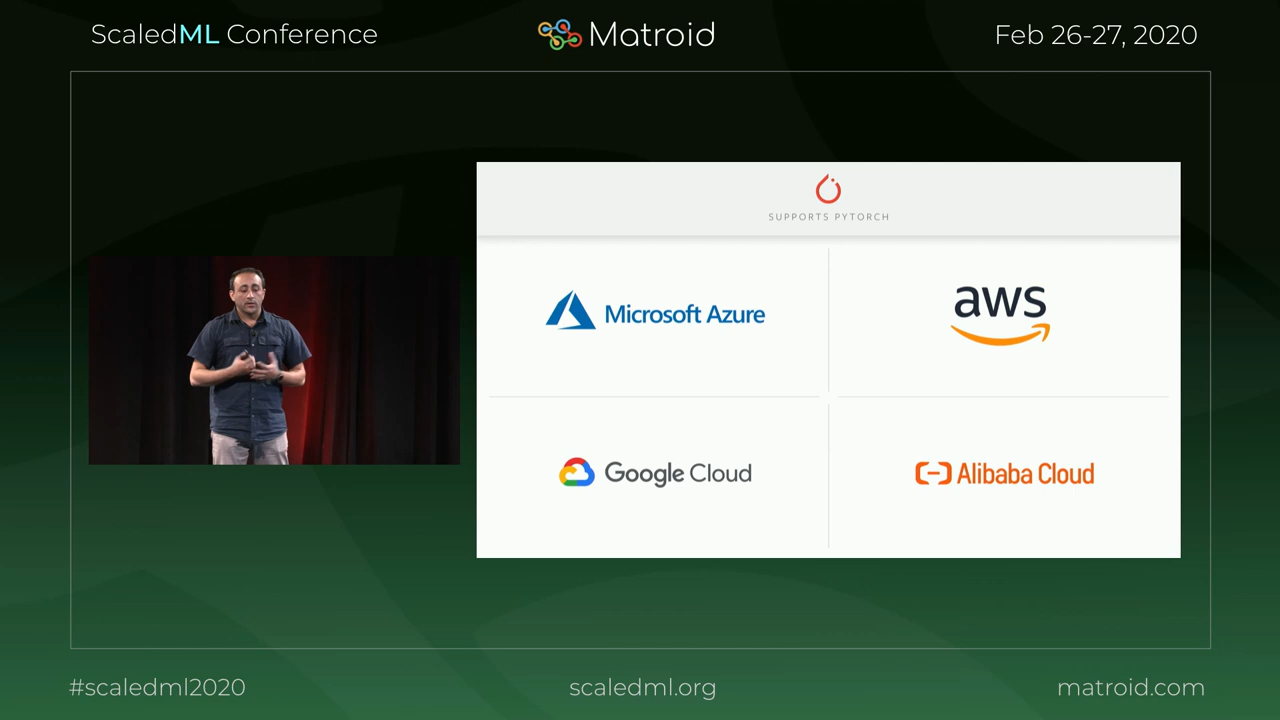 ScaledML Conference
Matroid
Feb 26-27, 2020
SUPPORTS PYTORCH
Microsoft Azure
aws
Google Cloud
Alibaba Cloud
#scaledml2020
scaledml.org
matroid.com